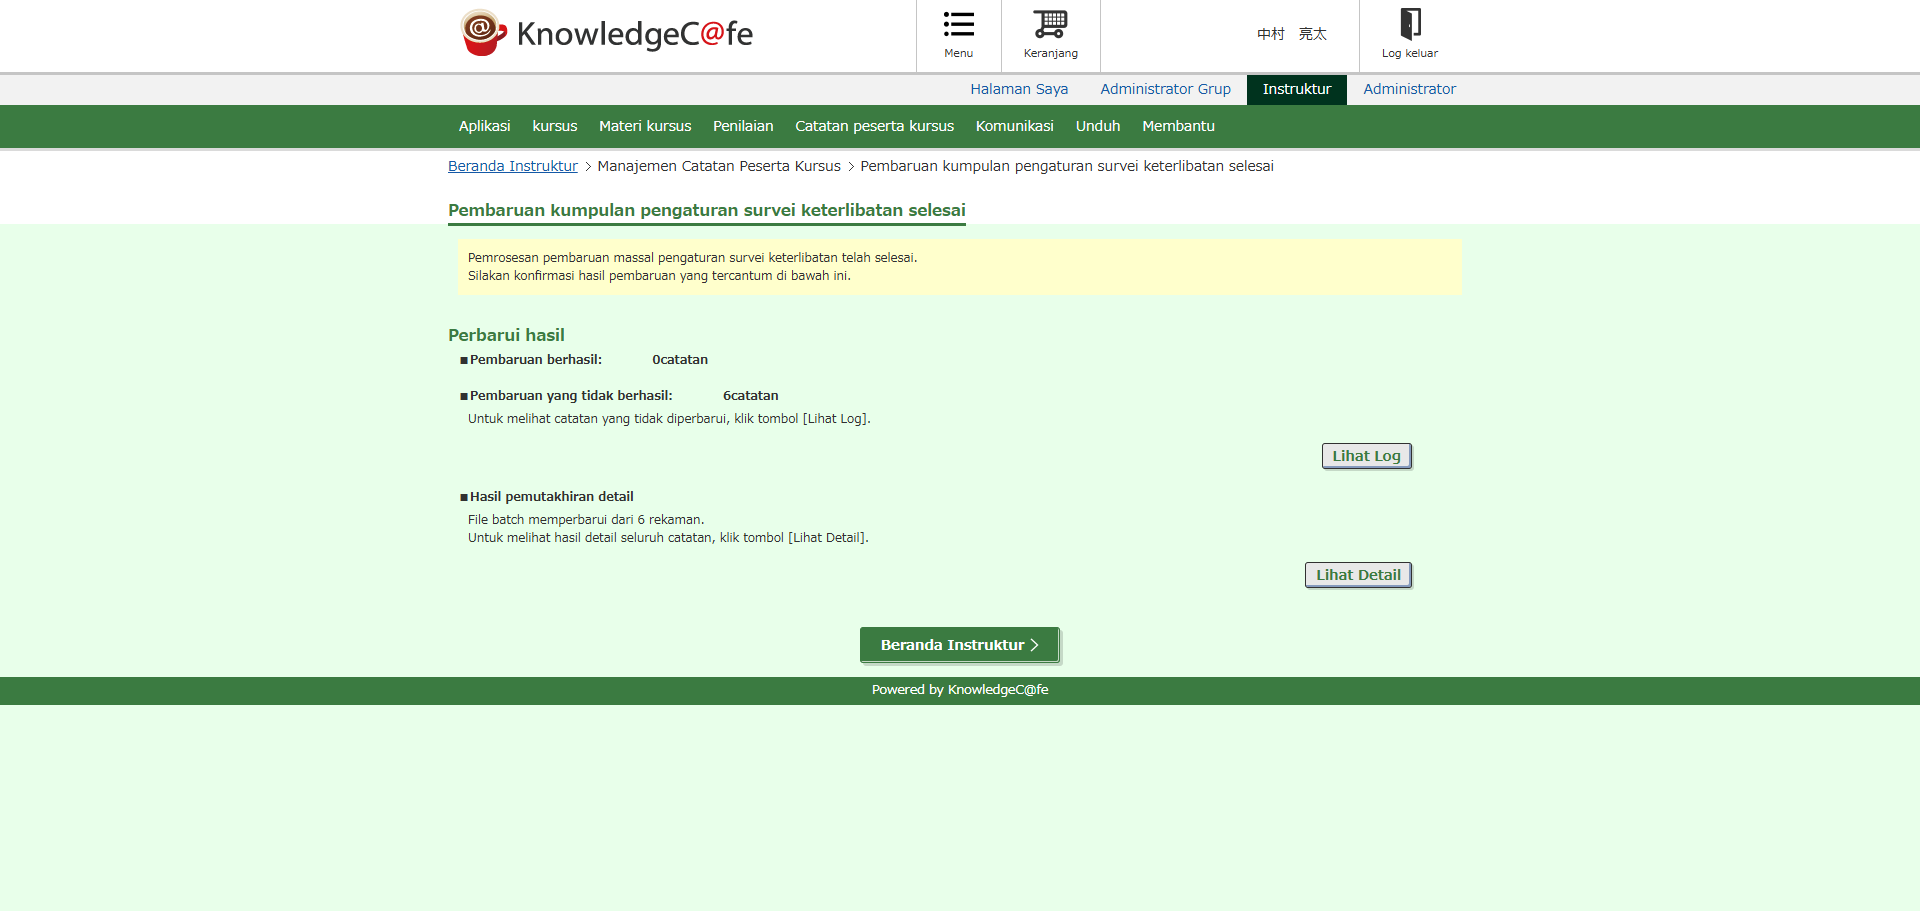 KnowledgeC@fe
Menu
Keranjang
中村　亮太
Log keluar
Halaman Saya
Administrator Grup
Instruktur
Administrator
Aplikasi
kursus
Materi kursus
Penilaian
Catatan peserta kursus
Komunikasi
Unduh
Membantu
Beranda Instruktur > Manajemen Catatan Peserta Kursus > Pembaruan kumpulan pengaturan survei keterlibatan selesai
Pembaruan kumpulan pengaturan survei keterlibatan selesai
Pemrosesan pembaruan massal pengaturan survei keterlibatan telah selesai.
Silakan konfirmasi hasil pembaruan yang tercantum di bawah ini.
Perbarui hasil
■Pembaruan berhasil: 0catatan
■Pembaruan yang tidak berhasil: 6catatan
Untuk melihat catatan yang tidak diperbarui, klik tombol [Lihat Log].
Lihat Log
■Hasil pemutakhiran detail
File batch memperbarui dari 6 rekaman.
Untuk melihat hasil detail seluruh catatan, klik tombol [Lihat Detail].
Lihat Detail
Beranda Instruktur >
Powered by KnowledgeC@fe